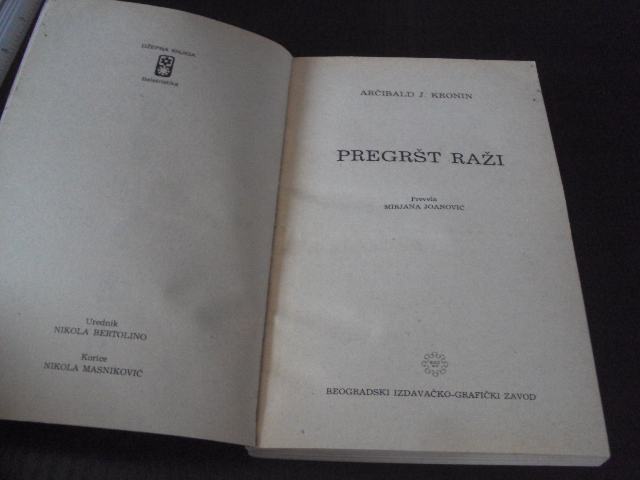 DŽEPNA KNJIGA
Beletristika
Urednik
NIKOLA BERTOLINO
Korice
NIKOLA MASNIKOVIĆ
ARČIBALD J. KRONIN
PREGRŠT RAŽI
Prevela
MIRJANA JOANOVIĆ
BEOGRADSKI IZDAVAČKO-GRAFIČKI ZAVOD